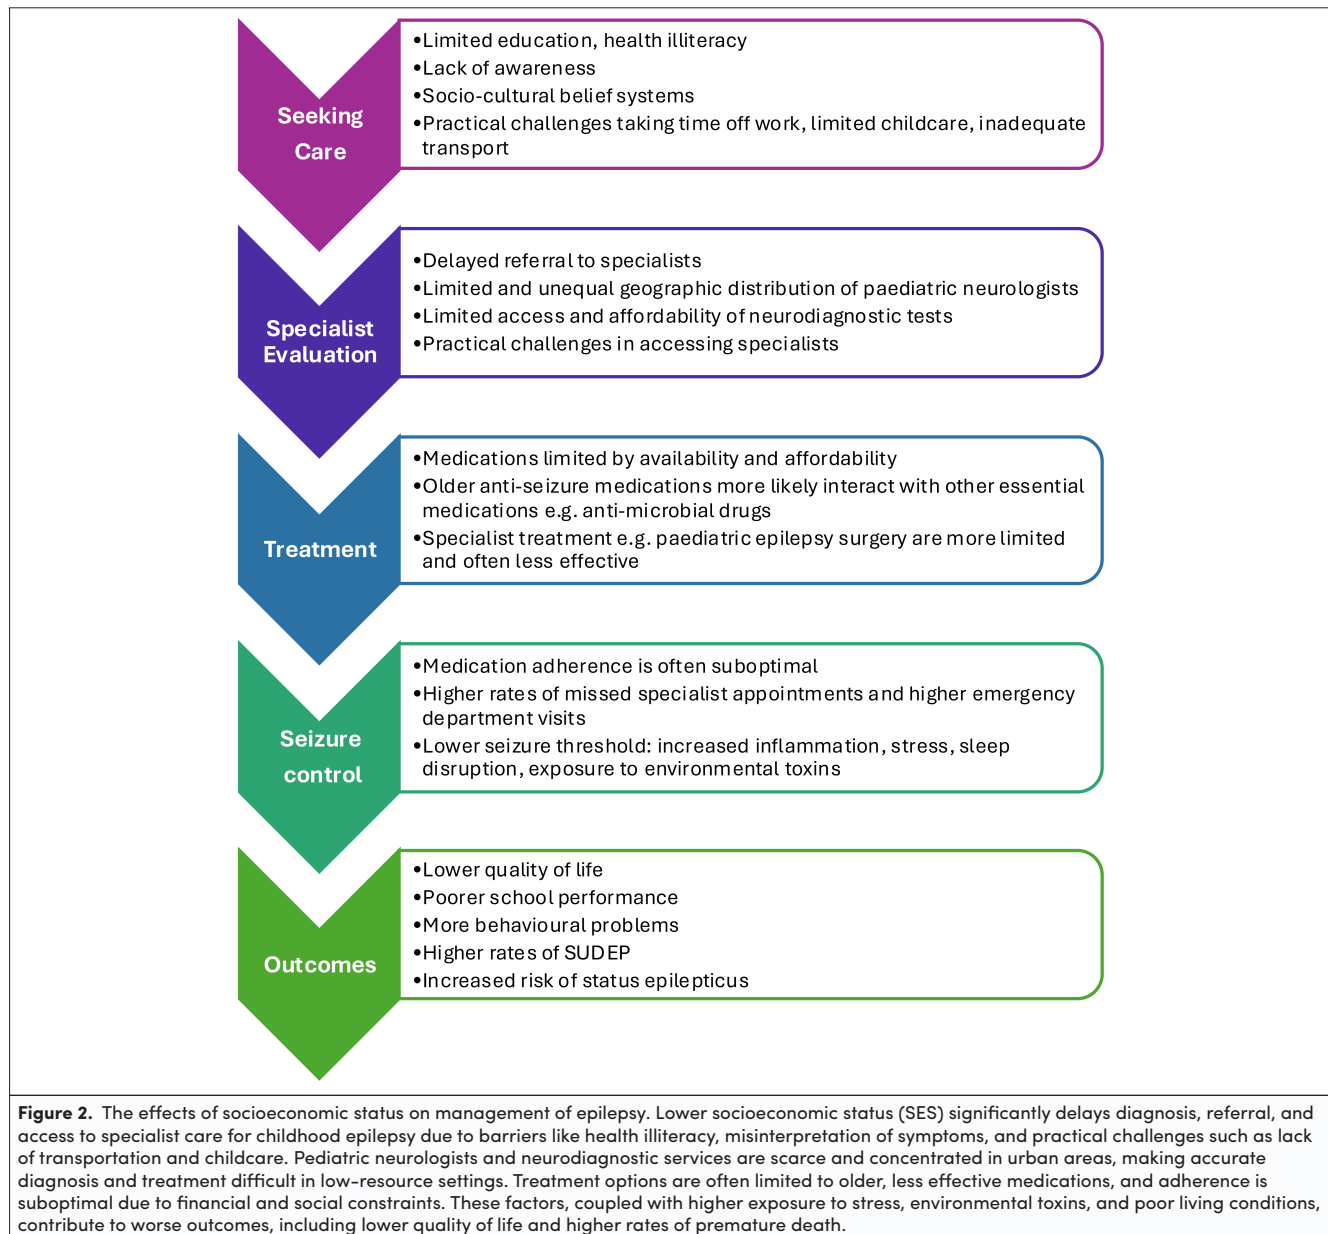 Seeking
Care
•Limited education, health illiteracy
•Lack of awareness
•Socio-cultural belief systems
•Practical challenges taking time off work, limited childcare, inadequate
transport
Specialist
Evaluation
•Delayed referral to specialists
•Limited and unequal geographic distribution of paediatric neurologists
•Limited access and affordability of neurodiagnostic tests
•Practical challenges in accessing specialists
Treatment
•Medications limited by availability and affordability
•Older anti-seizure medications more likely interact with other essential
medications e.g. anti-microbial drugs
•Specialist treatment e.g. paediatric epilepsy surgery are more limited
and often less effective
Seizure
control
•Medication adherence is often suboptimal
•Higher rates of missed specialist appointments and higher emergency
department visits
•Lower seizure threshold: increased inflammation, stress, sleep
disruption, exposure to environmental toxins
Outcomes
•Lower quality of life
•Poorer school performance
•More behavioural problems
•Higher rates of SUDEP
•Increased risk of status epilepticus
Figure 2. The effects of socioeconomic status on management of epilepsy. Lower socioeconomic status (SES) significantly delays diagnosis, referral, and
access to specialist care for childhood epilepsy due to barriers like health illiteracy, misinterpretation of symptoms, and practical challenges such as lack
of transportation and childcare. Pediatric neurologists and neurodiagnostic services are scarce and concentrated in urban areas, making accurate
diagnosis and treatment difficult in low-resource settings. Treatment options are often limited to older, less effective medications, and adherence is
suboptimal due to financial and social constraints. These factors, coupled with higher exposure to stress, environmental toxins, and poor living conditions,
contribute to worse outcomes, including lower quality of life and higher rates of premature death.